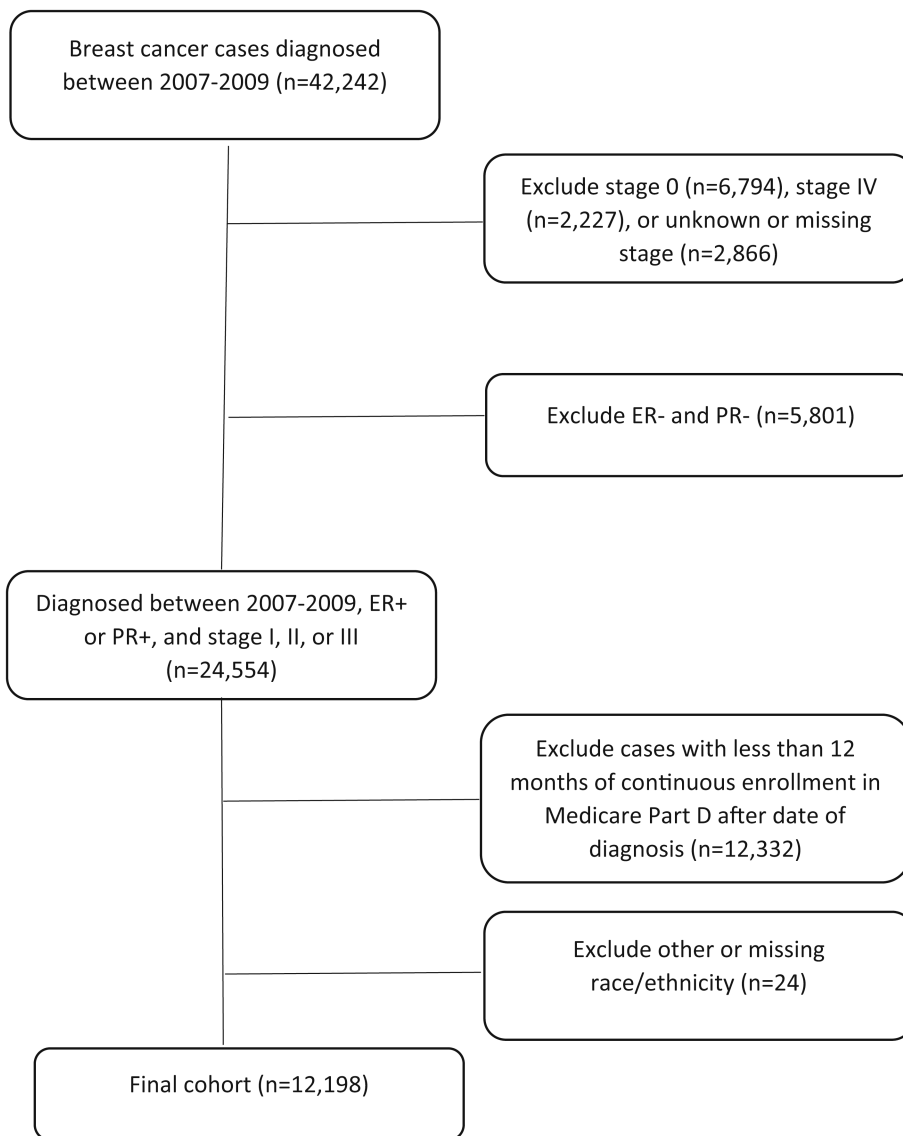 Breast cancer cases diagnosed
between 2007-2009 (n=42,242)
Exclude stage 0 (n=6,794), stage IV
(n=2,227), or unknown or missing
stage (n=2,866)
Exclude ER- and PR- (n=5,801)
Diagnosed between 2007-2009, ER+
or PR+, and stage I, II, or III
(n=24,554)
Exclude cases with less than 12
months of continuous enrollment in
Medicare Part D after date of
diagnosis (n=12,332)
Exclude other or missing
race/ethnicity (n=24)
Final cohort (n=12,198)